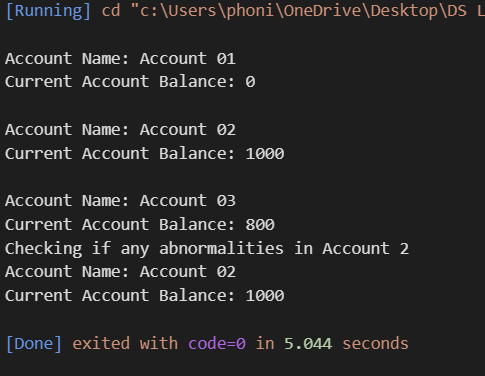 [Running] cd "c:\Users\phoni\OneDrive\Desktop\DS L
Account Name: Account 01
Current Account Balance: 0
Account Name: Account 02
Current Account Balance: 1000
Account Name: Account 03
Current Account Balance: 800
Checking if any abnormalities in Account 2
Account Name: Account 02
Current Account Balance: 1000
[Done] exited with code=0 in 5.044 seconds